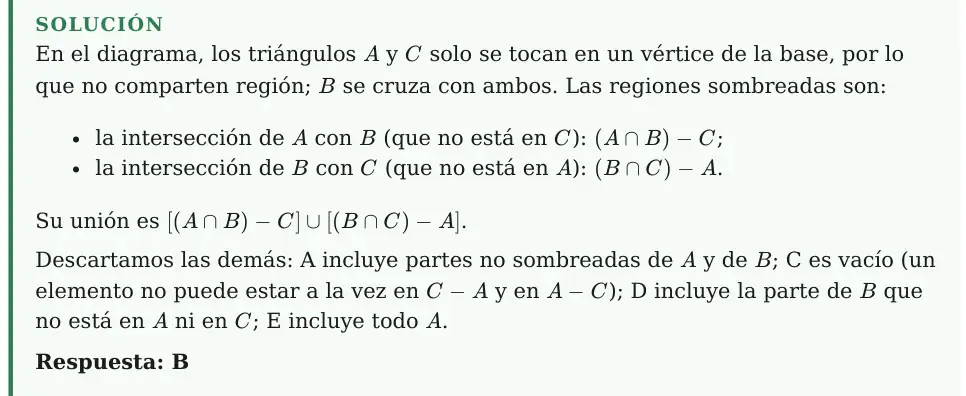 SOLUCIÓN
En el diagrama, los triángulos A y C solo se tocan en un vértice de la base, por lo
que no comparten región; B se cruza con ambos. Las regiones sombreadas son:
• la intersección de A con B (que no está en C): (A ∩ B) − C;
• la intersección de B con C (que no está en A): (B ∩ C) − A.
Su unión es [(A ∩ B) − C] ∪ [(B ∩ C) − A].
Descartamos las demás: A incluye partes no sombreadas de A y de B; C es vacío (un
elemento no puede estar a la vez en C − A y en A − C); D incluye la parte de B que
no está en A ni en C; E incluye todo A.
Respuesta: B